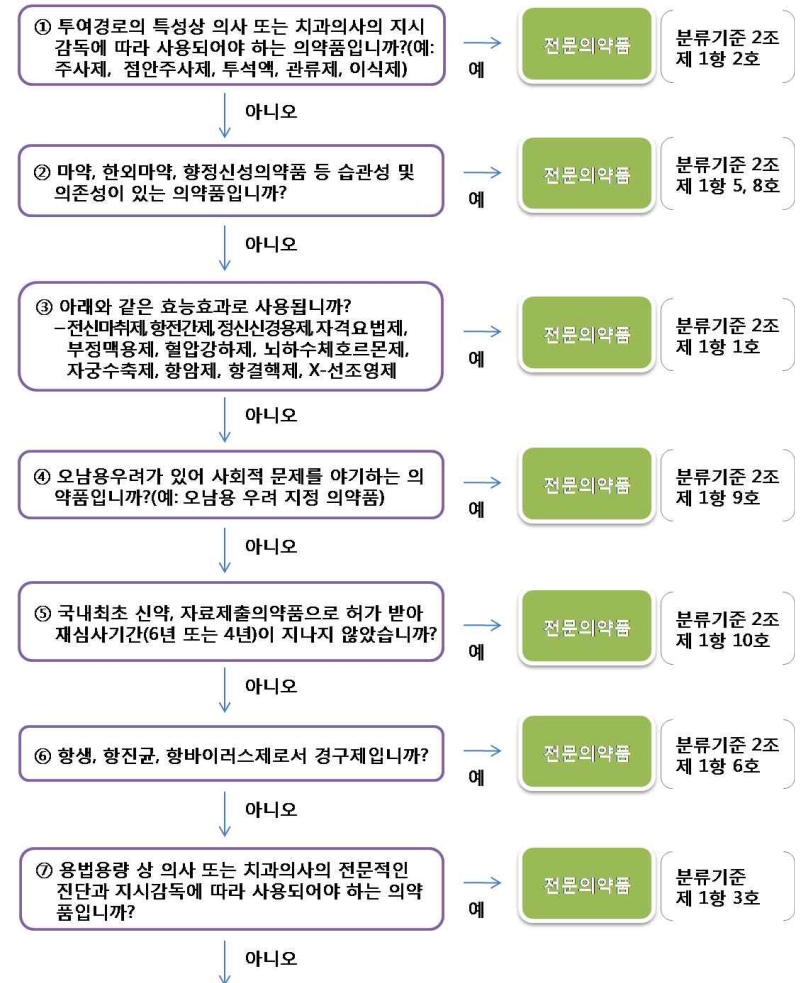 ① 투여경로의 특성상 의사 또는 치과의사의 지시
감독에 따라 사용되어야 하는 의약품입니까?(예:
주사제, 점안주사제, 투석액, 관류제, 이식제)
예
전문의약품
분류기준 2조
제 1항 2호
아니오
② 마약, 한외마약, 향정신성의약품 등 습관성 및
의존성이 있는 의약품입니까?
예
전문의약품
분류기준 2조
제 1항 5, 8호
아니오
③ 아래와 같은 효능효과로 사용됩니까?
–전신마취제,항전간제,정신신경용제,자격요법제,
부정맥용제, 혈압강하제, 뇌하수체호르몬제,
자궁수축제, 항암제, 항결핵제, X-선조영제
예
전문의약품
분류기준 2조
제 1항 1호
아니오
④ 오남용우려가 있어 사회적 문제를 야기하는 의
약품입니까?(예: 오남용 우려 지정 의약품)
예
전문의약품
분류기준 2조
제 1항 9호
아니오
⑤ 국내최초 신약, 자료제출의약품으로 허가 받아
재심사기간(6년 또는 4년)이 지나지 않았습니까?
예
전문의약품
분류기준 2조
제 1항 10호
아니오
⑥ 항생, 항진균, 항바이러스제로서 경구제입니까?
예
전문의약품
분류기준 2조
제 1항 6호
아니오
⑦ 용법용량 상 의사 또는 치과의사의 전문적인
진단과 지시감독에 따라 사용되어야 하는 의약
품입니까?
예
전문의약품
분류기준
제 1항 3호
아니오